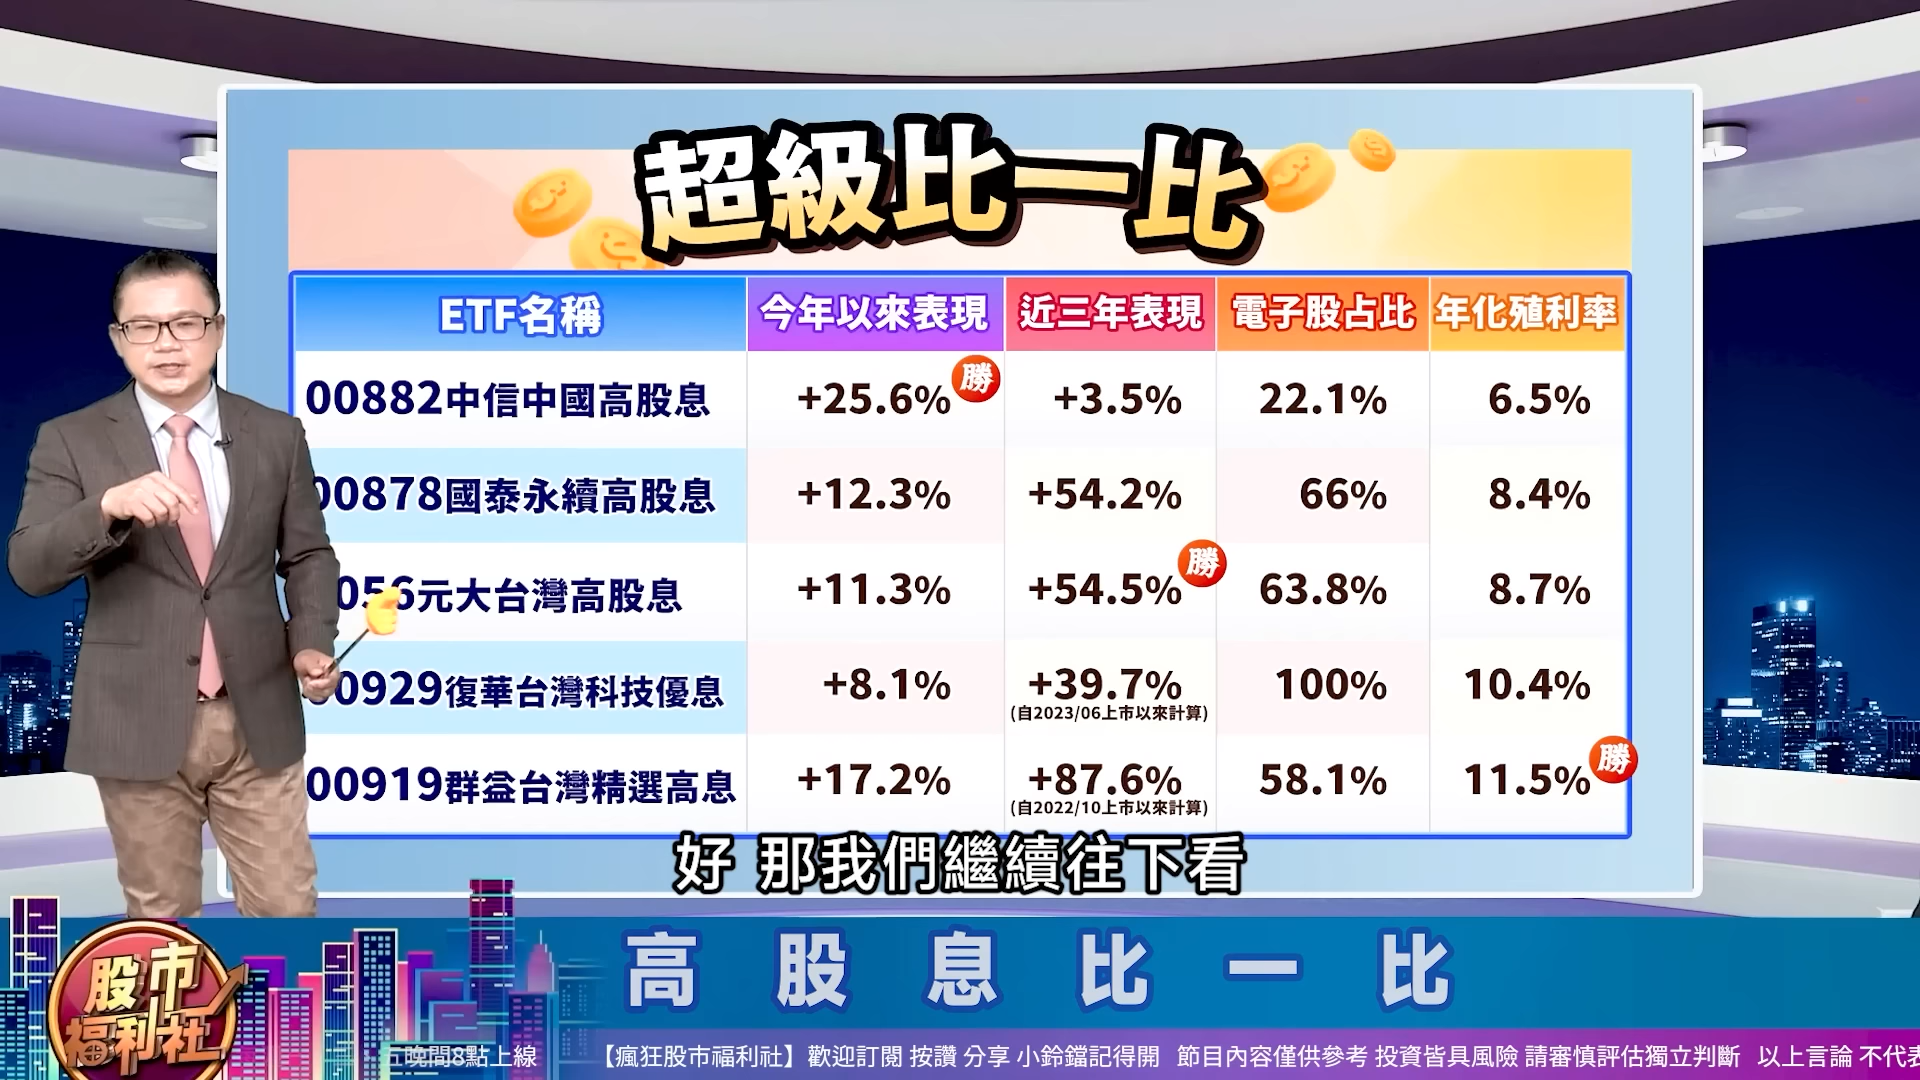 超級比一比
ETF名稱 今年以來表現 近三年表現 電子股占比 年化殖利率
00882中信中國高股息 +25.6% 勝 +3.5% 22.1% 6.5%
00878國泰永續高股息 +12.3% +54.2% 66% 8.4%
056元大台灣高股息 +11.3% +54.5% 勝 63.8% 8.7%
00929復華台灣科技優息 +8.1% +39.7% 100% 10.4%
(自2023/06上市以來計算)
00919群益台灣精選高息 +17.2% +87.6% 58.1% 11.5% 勝
(自2022/10上市以來計算)
好 那我們繼續往下看
高股息比一比
股市
福利社
五晚間8點上線 【瘋狂股市福利社】歡迎訂閱 按讚 分享 小鈴鐺記得開 節目內容僅供參考 投資皆具風險 請審慎評估獨立判斷 以上言論 不代表